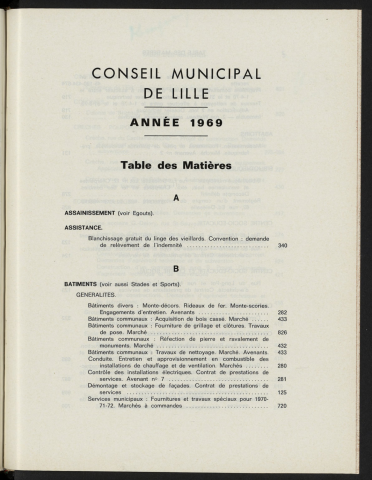 CONSEIL MUNICIPAL
DE LILLE
ANNÉE 1969
Table des Matières
A
ASSAINISSEMENT (voir Egouts).
ASSISTANCE.
Blanchissage gratuit du linge des vieillards. Convention : demande
de relèvement de l'indemnité 340
B
BATIMENTS (voir aussi Stades et Sports).
GENERALITES.
Bâtiments divers : Monte-décors. Rideaux de fer. Monte-scories.
Engagements d'entretien. Avenants 262
Bâtiments communaux : Acquisition de bois cassé. Marché 433
Bâtiments communaux : Fourniture de grillage et clôtures. Travaux
de pose. Marché 826
Bâtiments communaux : Réfection de pierre et ravalement de
monuments. Marché 432
Bâtiments communaux : Travaux de nettoyage. Marché. Avenants 433
Conduite. Entretien et approvisionnement en combustible des
installations de chauffage et de ventilation. Marchés 280
Contrôle des installations électriques. Contrat de prestations de
services. Avenant n° 7 281
Démontage et stockage de façades. Contrat de prestations de
services 125
Services municipaux : Fournitures et travaux spéciaux pour 1970-
71-72. Marchés à commandes 720